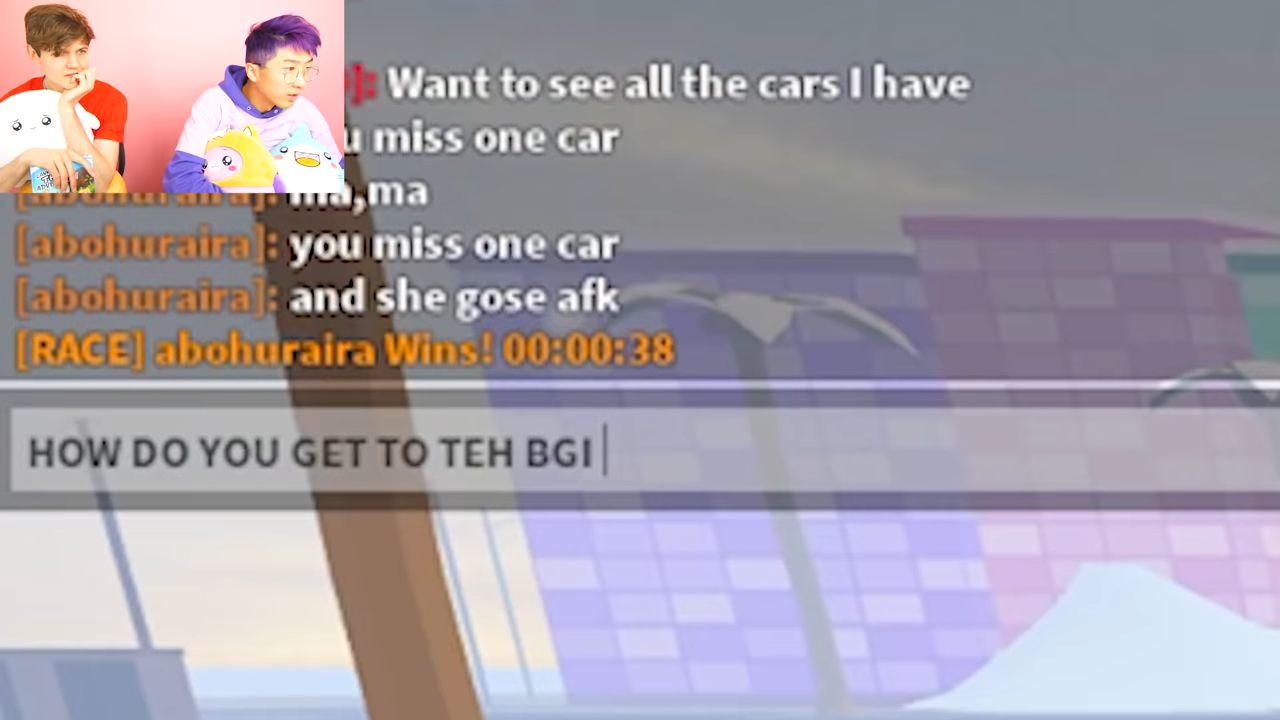 ]: Want to see all the cars I have
u miss one car
[abohuraira]: ma,ma
[abohuraira]: you miss one car
[abohuraira]: and she gose afk
[RACE] abohuraira Wins! 00:00:38
HOW DO YOU GET TO TEH BGI